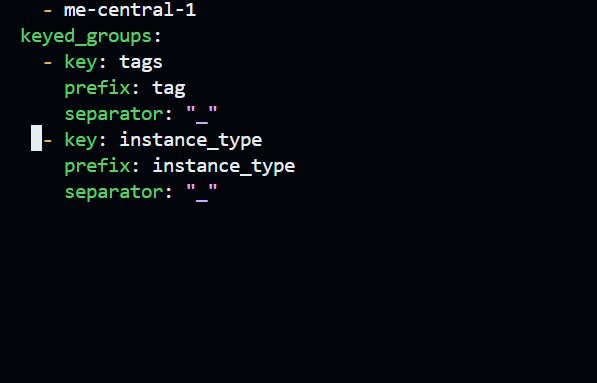 - me-central-1
keyed_groups:
- key: tags
prefix: tag
separator: "_"
- key: instance_type
prefix: instance_type
separator: "_"